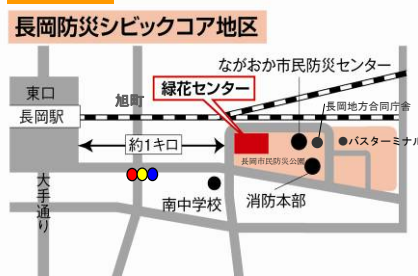 長岡防災シビックコア地区
ながおか市民防災センター
緑花センター
旭町
長岡地方合同庁舎
東口
長岡駅
約1キロ
バスターミナル
長岡市民防災公園
大手通り
南中学校
消防本部